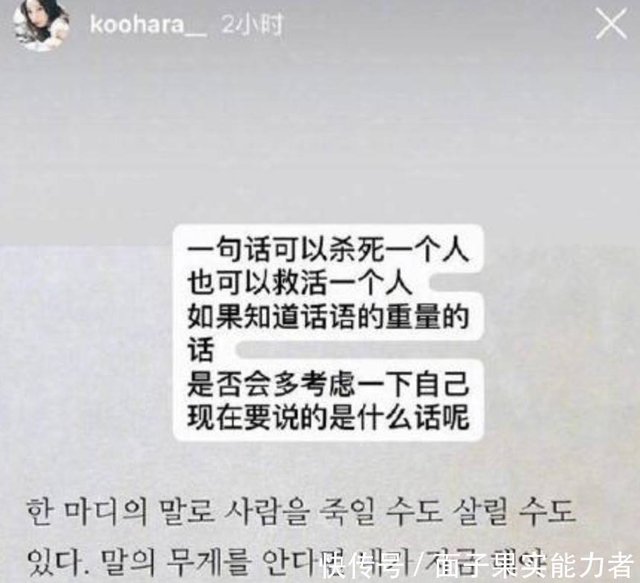 koohara__ 2小时
一句话可以杀死一个人
也可以救活一个人
如果知道话语的重量的
话
是否会多考虑一下自己
现在要说的是什么话呢
한 마디의 말로 사람을 죽일 수도 살릴 수도
있다. 말의 무게를 안다면
快传号/面子果实能力者